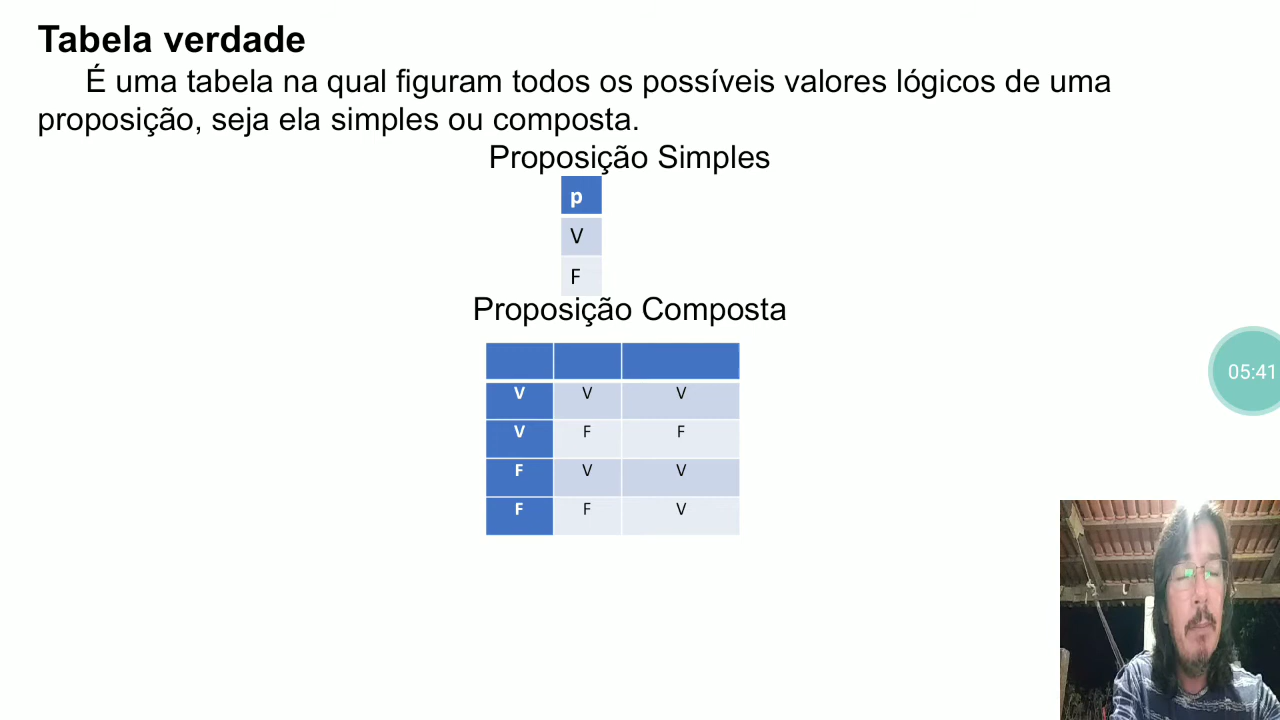 Tabela verdade
É uma tabela na qual figuram todos os possíveis valores lógicos de uma
proposição, seja ela simples ou composta.
Proposição Simples
p
V
F
Proposição Composta
V V V
V F F
F V V
F F V
05:41